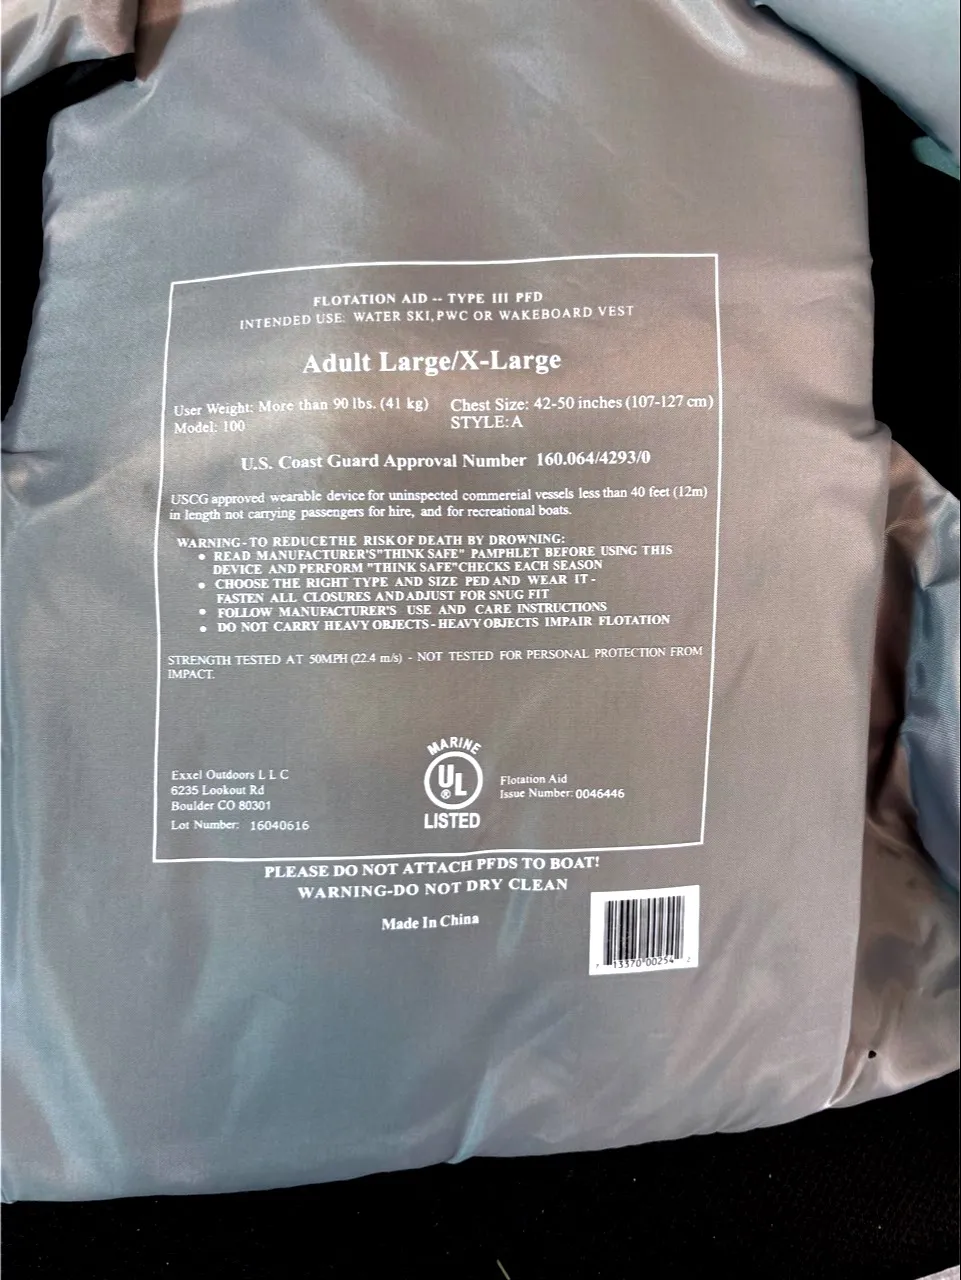 FLOTATION AID -- TYPE III PFD
INTENDED USE: WATER SKI,PWC OR WAKEBOARD VEST
Adult Large/X-Large
User Weight: More than 90 lbs. (41 kg) Chest Size: 42-50 inches (107-127 cm)
Model: 100 STYLE: A
U.S. Coast Guard Approval Number 160.064/4293/0
USCG approved wearable device for uninspected commereial vessels less than 40 feet (12m)
in length not carrying passengers for hire, and for recreational boats.
WARNING-TO REDUCETHE RISK OF DEATH BY DROWNING:
• READ MANUFACTURER'S"THINK SAFE" PAMPHLET BEFORE USING THIS
DEVICE AND PERFORM "THINK SAFE"CHECKS EACH SEASON
• CHOOSE THE RIGHT TYPE AND SIZE PED AND WEAR IT-
FASTEN ALL CLOSURES AND ADJUST FOR SNUG FIT
• FOLLOW MANUFACTURER'S USE AND CARE INSTRUCTIONS
• DO NOT CARRY HEAVY OBJECTS-HEAVY OBJECTS IMPAIR FLOTATION
STRENGTH TESTED AT 50MPH (22.4 m/s) - NOT TESTED FOR PERSONAL PROTECTION FROM
IMPACT.
MARINE
UL ®
LISTED
Exxel Outdoors L L C
6235 Lookout Rd
Boulder CO 80301
Lot Number: 16040616
Flotation Aid
Issue Number: 0046446
PLEASE DO NOT ATTACH PFDS TO BOAT!
WARNING-DO NOT DRY CLEAN
Made In China
7 13370 00254 2